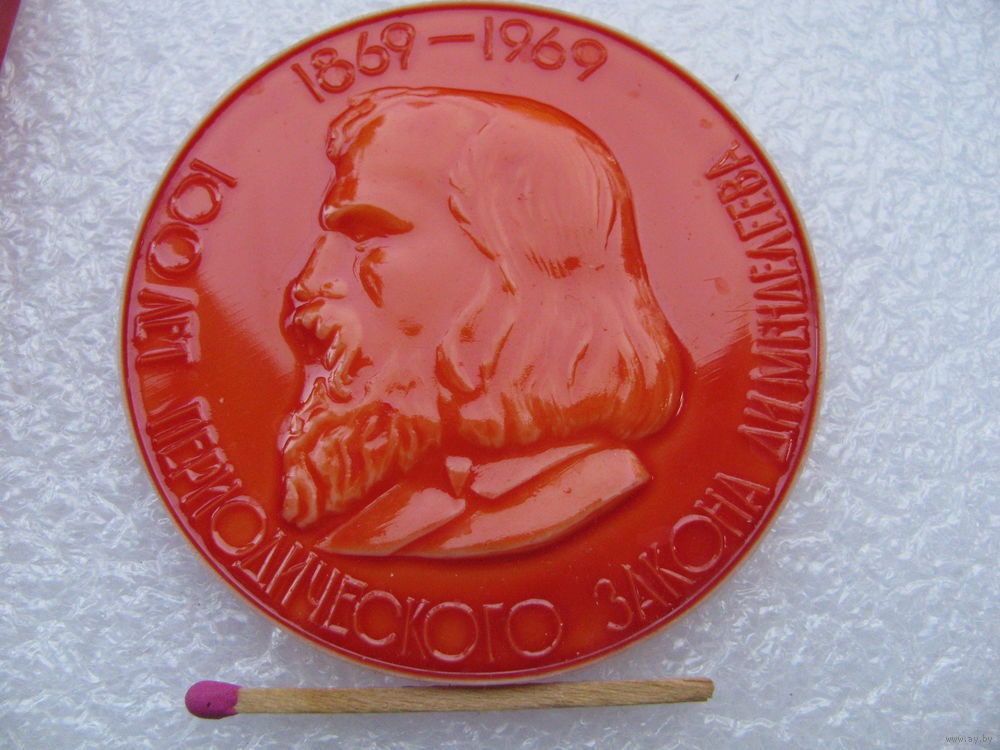 1869–1969
100 ЛЕТ ПЕРИОДИЧЕСКОГО ЗАКОНА Д.И.МЕНДЕЛЕЕВА
www.ay.by